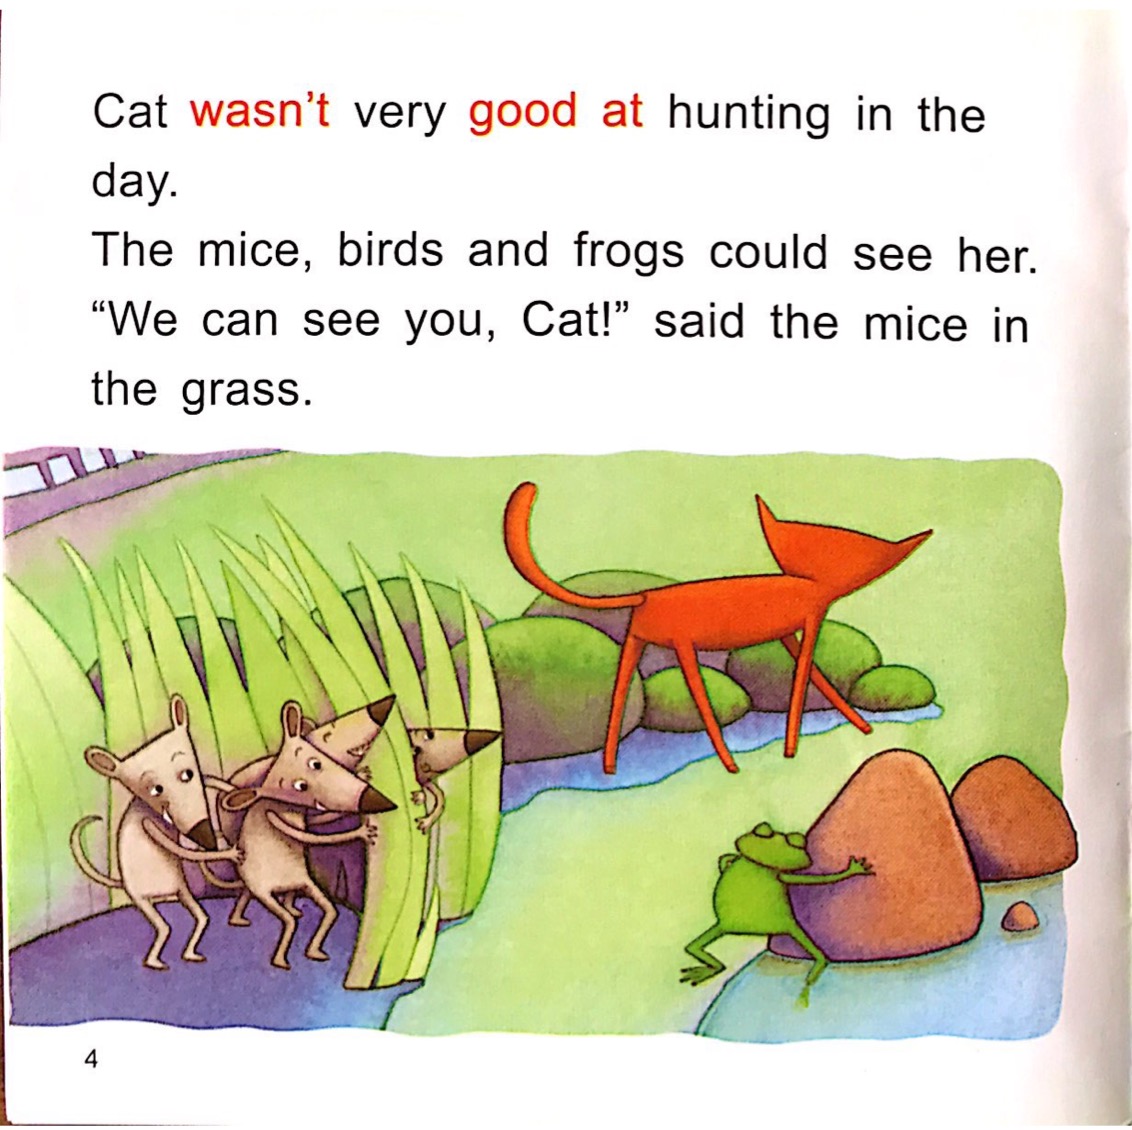 Cat wasn't very good at hunting in the
day.
The mice, birds and frogs could see her.
“We can see you, Cat!” said the mice in
the grass.
4